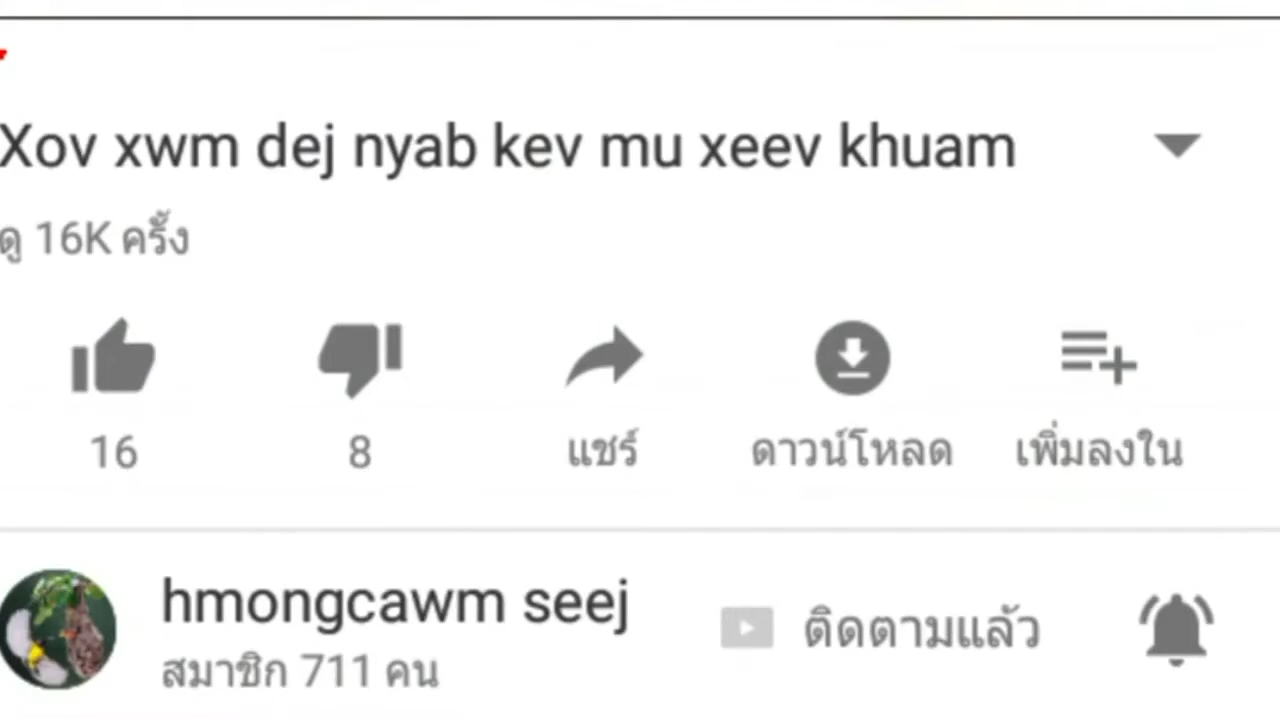 Xov xwm dej nyab kev mu xeev khuam
ดู 16K ครั้ง
16 8 แชร์ ดาวน์โหลด เพิ่มลงใน
hmongcawm seej
ติดตามแล้ว
สมาชิก 711 คน